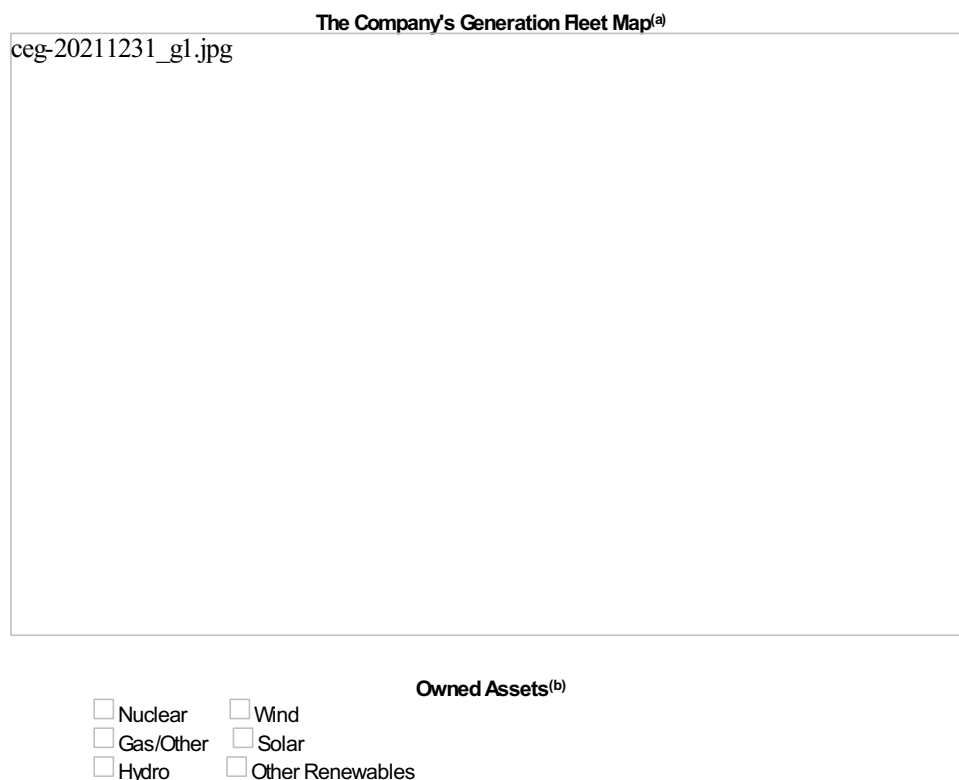 The Company's Generation Fleet Map(a)
ceg-20211231_g1.jpg
Owned Assets(b)
Nuclear Wind
Gas/Other Solar
Hydro Other Renewables